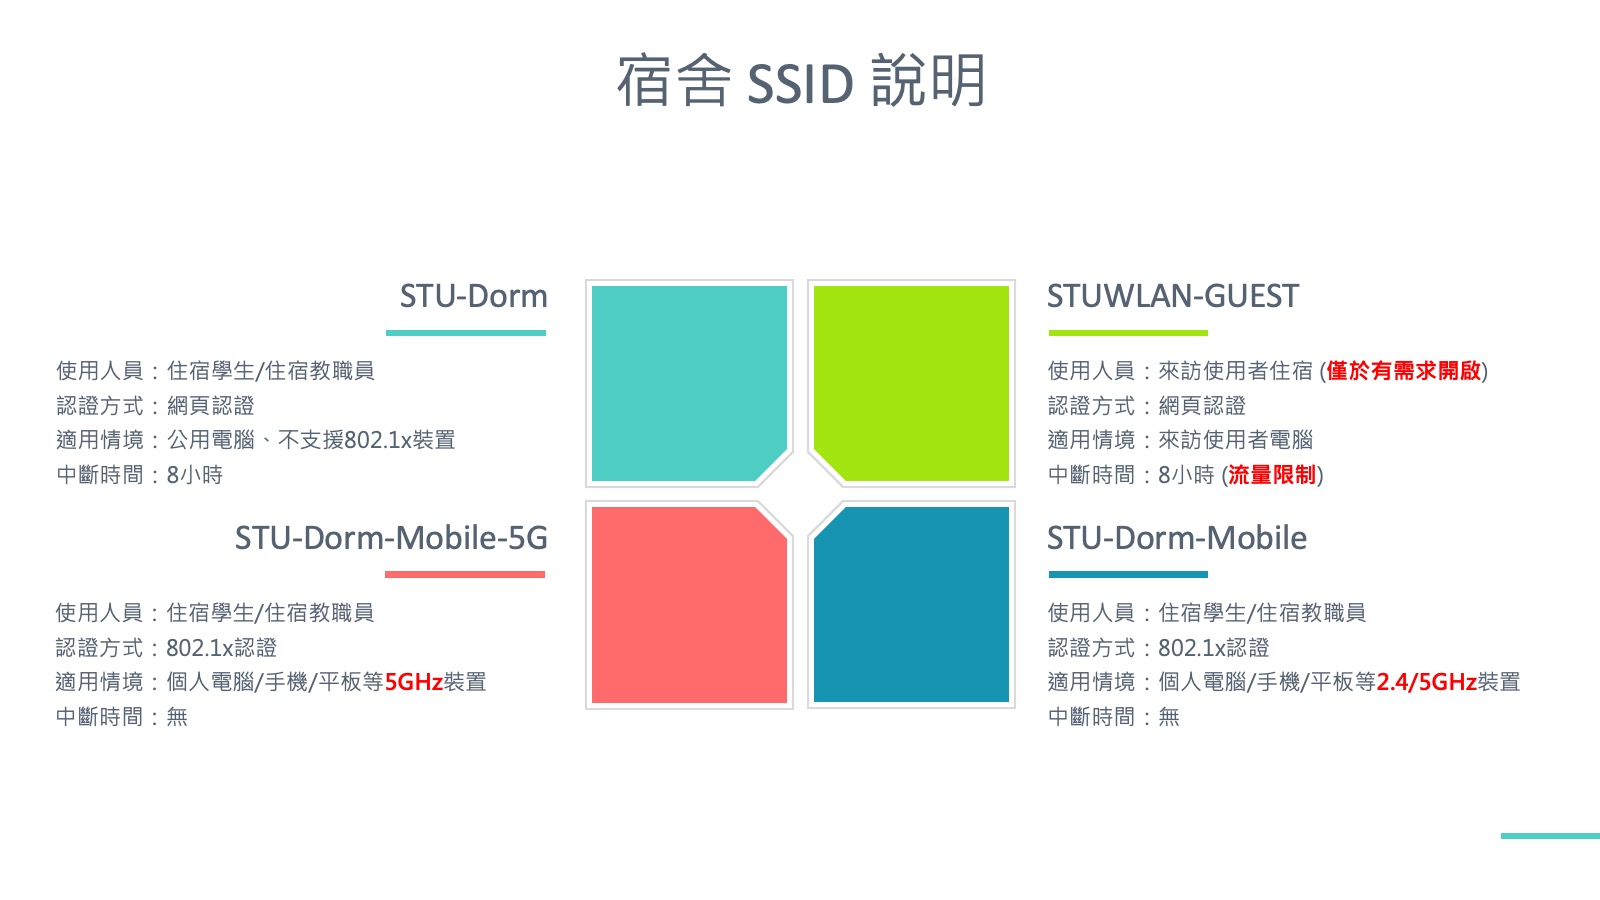 宿舍 SSID 說明
STU-Dorm
使用人員：住宿學生/住宿教職員
認證方式：網頁認證
適用情境：公用電腦、不支援802.1x裝置
中斷時間：8小時
STUWLAN-GUEST
使用人員：來訪使用者住宿 (僅於有需求開啟)
認證方式：網頁認證
適用情境：來訪使用者電腦
中斷時間：8小時 (流量限制)
STU-Dorm-Mobile-5G
使用人員：住宿學生/住宿教職員
認證方式：802.1x認證
適用情境：個人電腦/手機/平板等5GHz裝置
中斷時間：無
STU-Dorm-Mobile
使用人員：住宿學生/住宿教職員
認證方式：802.1x認證
適用情境：個人電腦/手機/平板等2.4/5GHz裝置
中斷時間：無